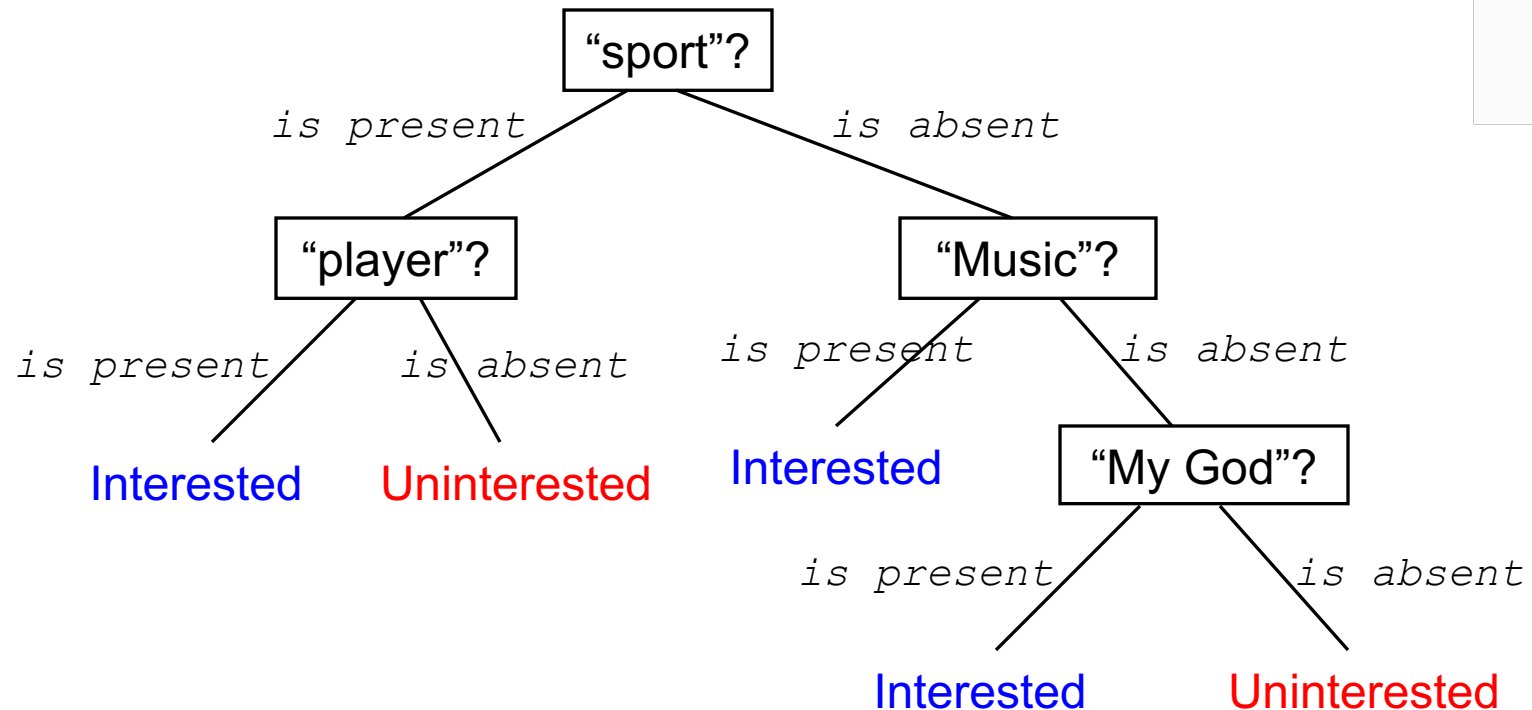 “sport”?
is present
is absent
“player”?
“Music”?
is present
is absent
is present
is absent
Interested
Uninterested
Interested
“My God”?
is present
is absent
Interested
Uninterested